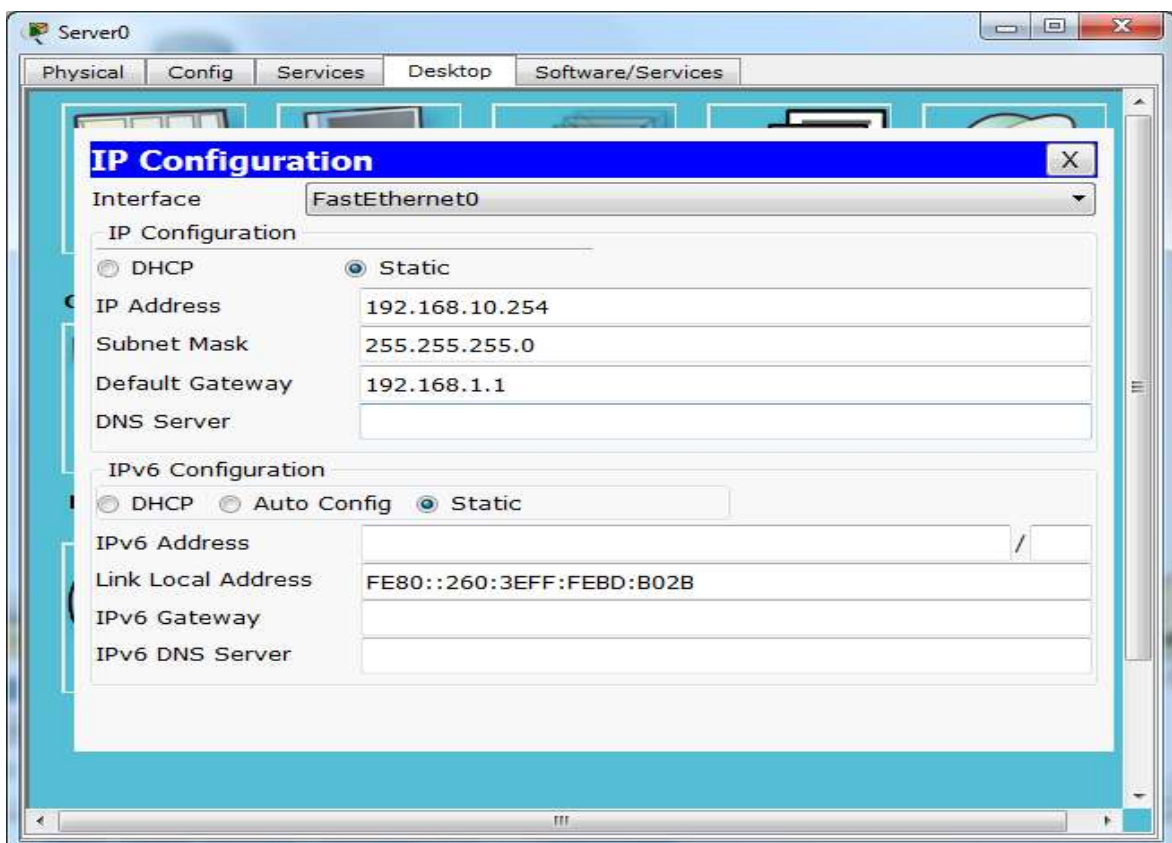 Server0
Physical Config Services Desktop Software/Services
IP Configuration X
Interface FastEthernet0
IP Configuration
DHCP Static
IP Address 192.168.10.254
Subnet Mask 255.255.255.0
Default Gateway 192.168.1.1
DNS Server
IPv6 Configuration
DHCP Auto Config Static
IPv6 Address /
Link Local Address FE80::260:3EFF:FEBD:B02B
IPv6 Gateway
IPv6 DNS Server